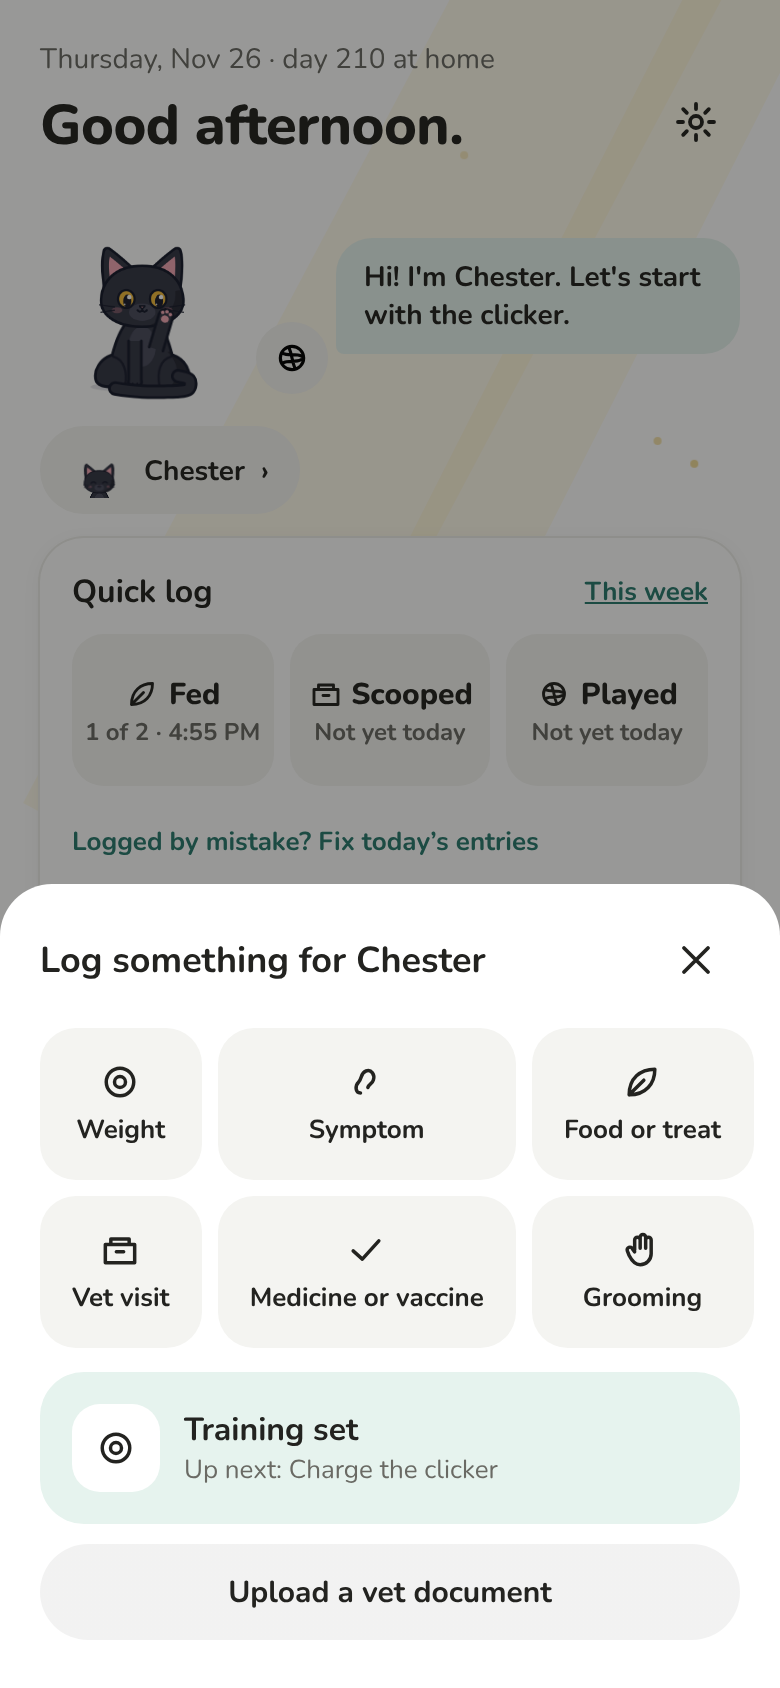 Thursday, Nov 26 · day 210 at home
Good afternoon.
Hi! I'm Chester. Let's start
with the clicker.
Chester ›
Quick log
This week
Fed
1 of 2 · 4:55 PM
Scooped
Not yet today
Played
Not yet today
Logged by mistake? Fix today’s entries
Log something for Chester
Weight
Symptom
Food or treat
Vet visit
Medicine or vaccine
Grooming
Training set
Up next: Charge the clicker
Upload a vet document